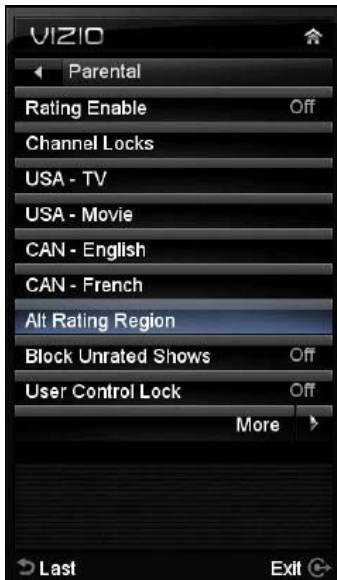 VIZIO
Parental
Rating Enable Off
Channel Locks
USA - TV
USA - Movie
CAN - English
CAN - French
Alt Rating Region
Block Unrated Shows Off
User Control Lock Off
More
Last Exit